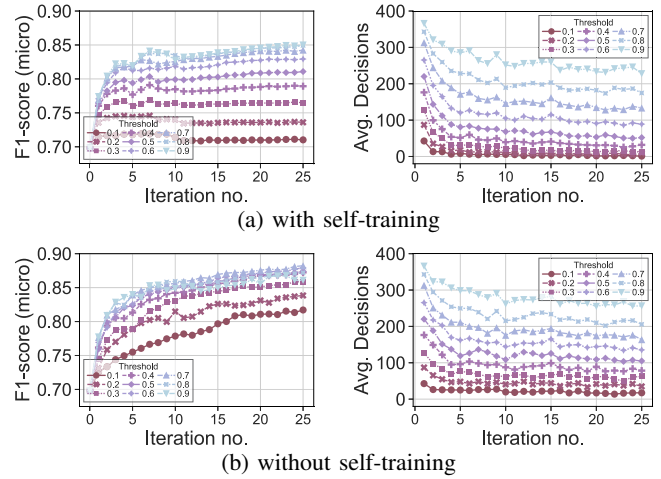 F1-score (micro)
0.90
0.85
0.80
0.75
0.70
Threshold
0.1 0.4 0.7
0.2 0.5 0.8
0.3 0.6 0.9
0 5 10 15 20 25
Iteration no.
Avg. Decisions
400
300
200
100
0
Threshold
0.1 0.4 0.7
0.2 0.5 0.8
0.3 0.6 0.9
0 5 10 15 20 25
Iteration no.
(a) with self-training
F1-score (micro)
0.90
0.85
0.80
0.75
0.70
Threshold
0.1 0.4 0.7
0.2 0.5 0.8
0.3 0.6 0.9
0 5 10 15 20 25
Iteration no.
Avg. Decisions
400
300
200
100
0
Threshold
0.1 0.4 0.7
0.2 0.5 0.8
0.3 0.6 0.9
0 5 10 15 20 25
Iteration no.
(b) without self-training